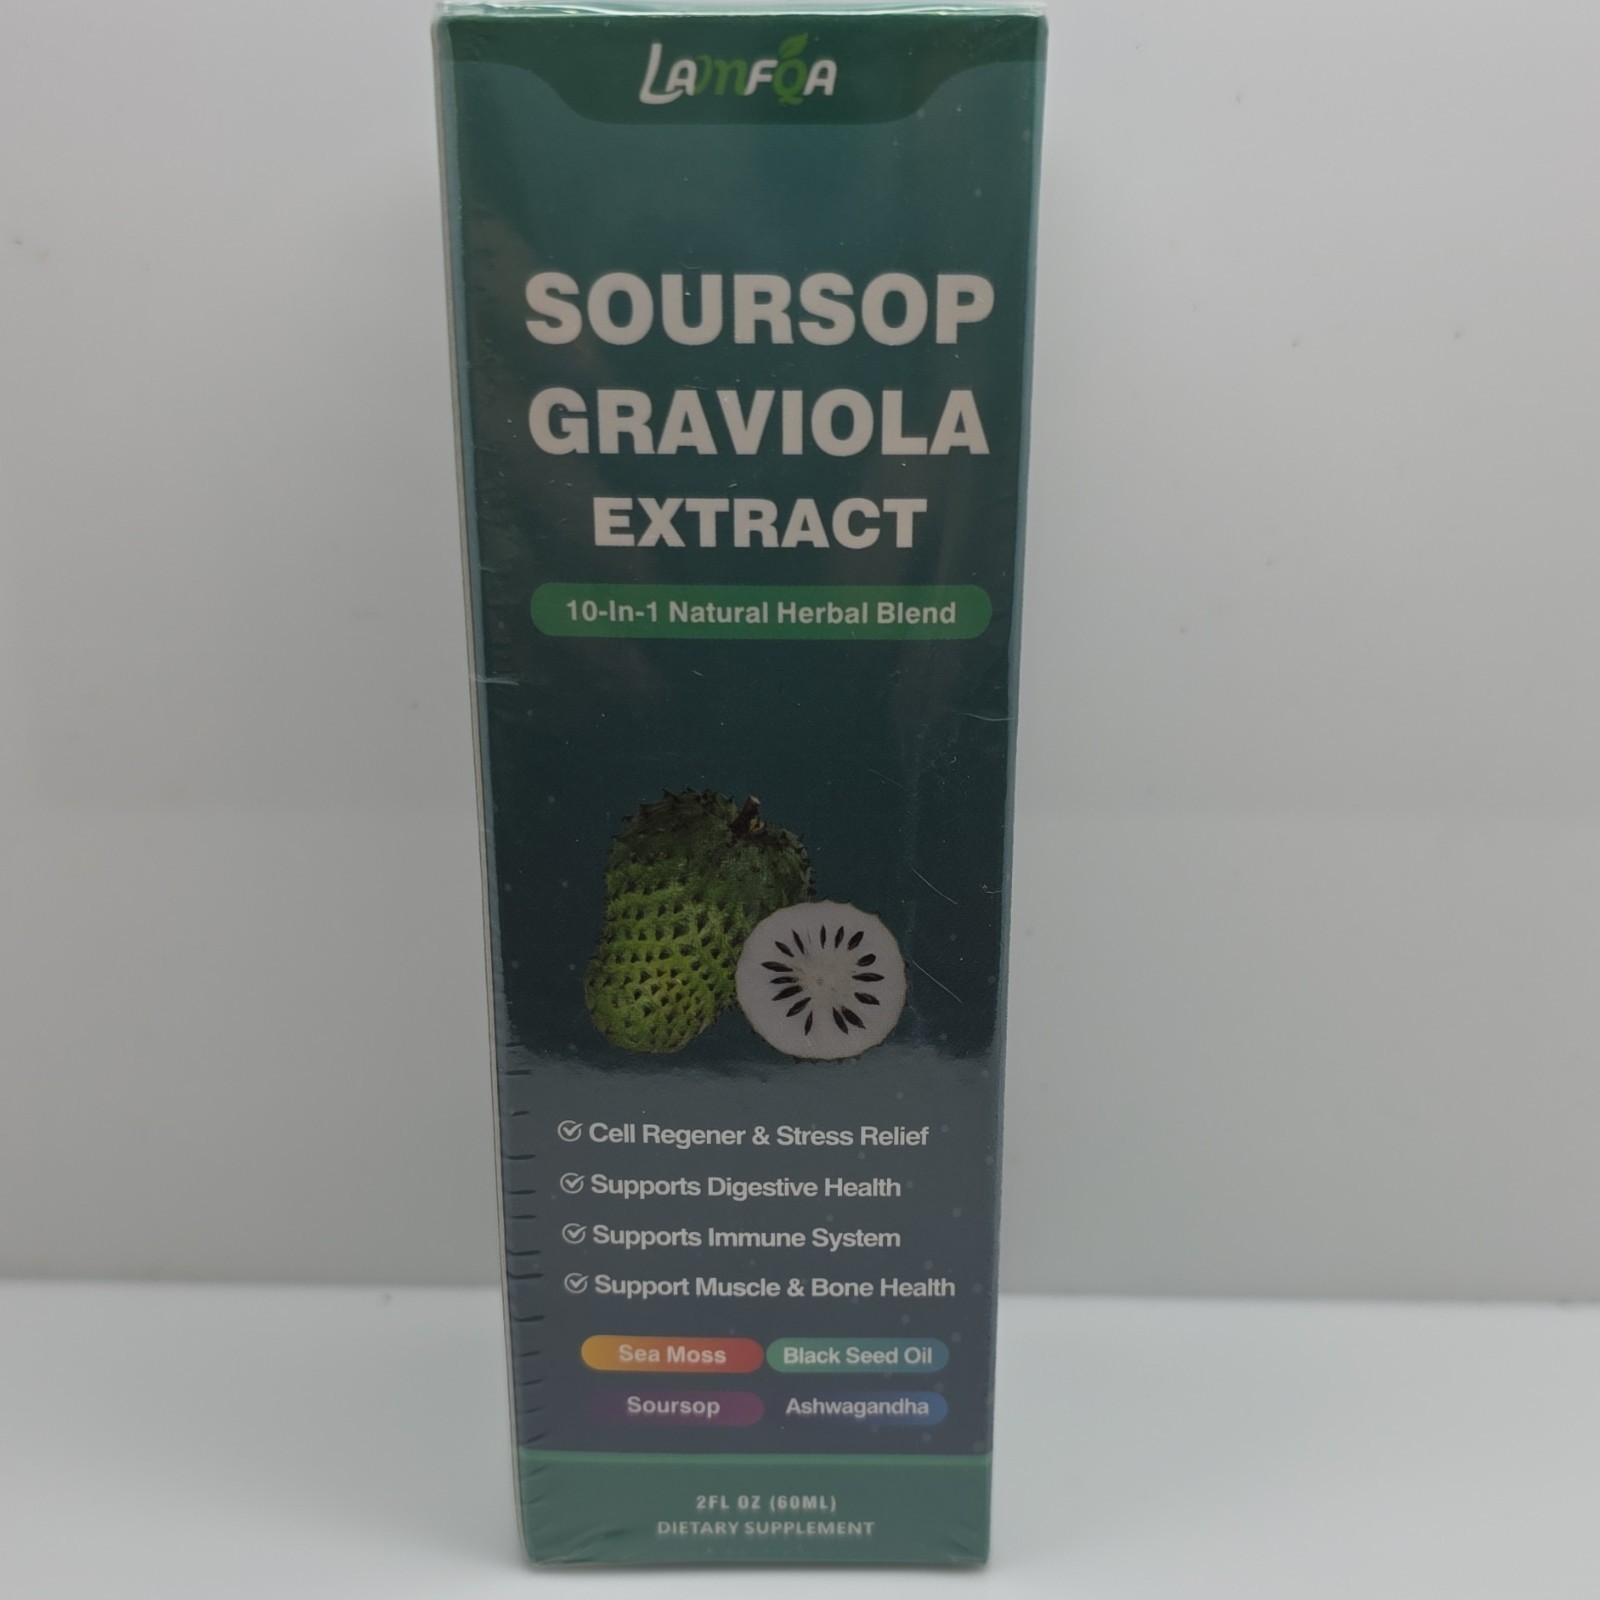 LamFQA
SOURSOP
GRAVIOLA
EXTRACT
10-In-1 Natural Herbal Blend
Cell Regener & Stress Relief
Supports Digestive Health
Supports Immune System
Support Muscle & Bone Health
Sea Moss Black Seed Oil
Soursop Ashwagandha
2FL OZ (60ML)
DIETARY SUPPLEMENT